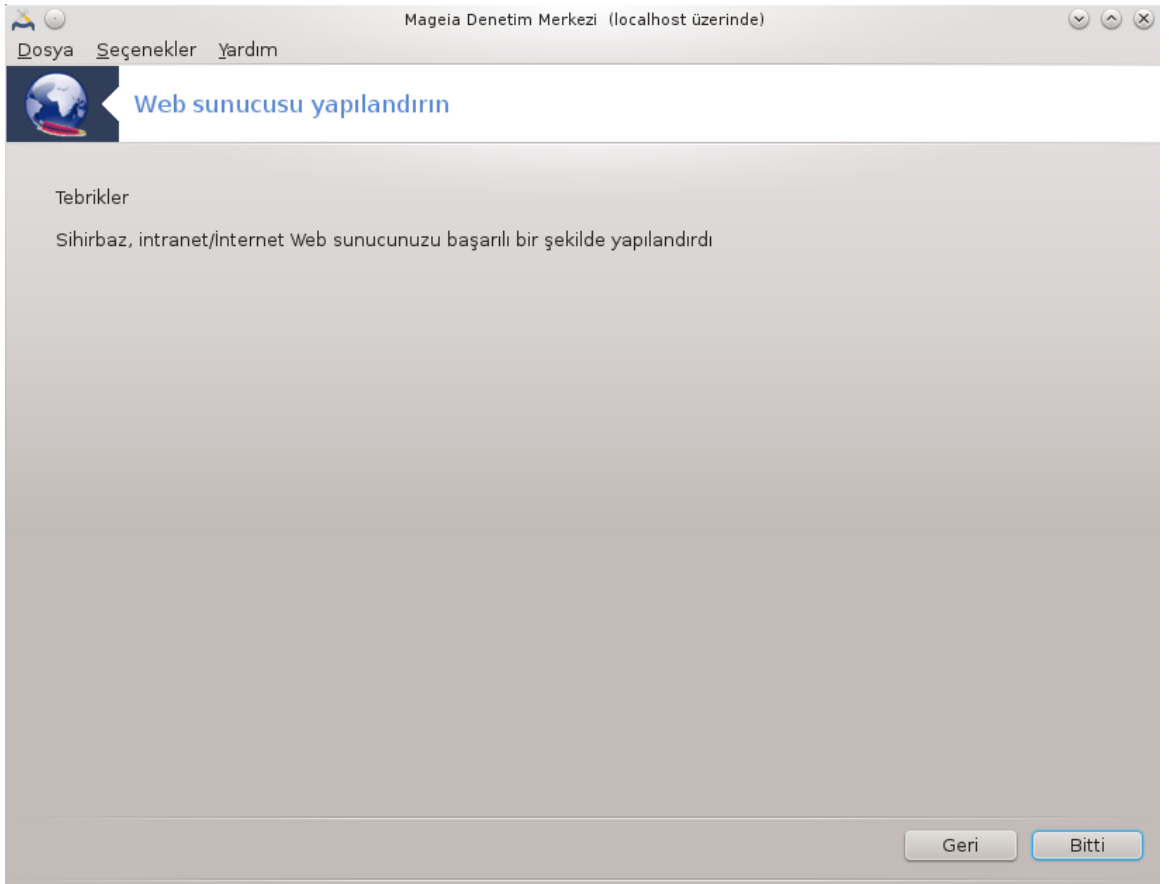 Mageia Denetim Merkezi (localhost üzerinde)
Dosya Seçenekler Yardım
Web sunucusu yapılandırın
Tebrikler
Sihirbaz, intranet/İnternet Web sunucunuzu başarılı bir şekilde yapılandırdı
Geri Bitti